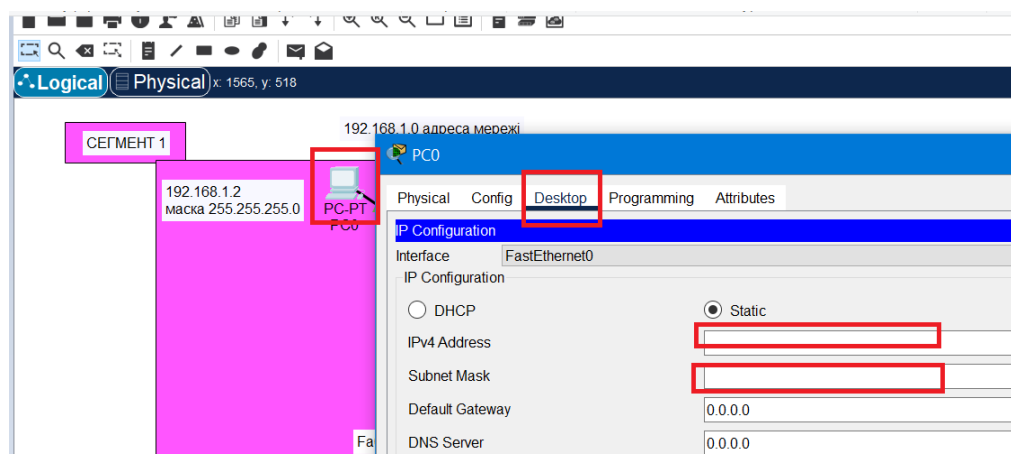 Logical Physical x: 1565, y: 518
192.168.1.0 адреса мережі
СЕГМЕНТ 1
PC0
192.168.1.2
маска 255.255.255.0
PC-PT
PC0
Physical Config Desktop Programming Attributes
IP Configuration
Interface FastEthernet0
IP Configuration
DHCP Static
IPv4 Address
Subnet Mask
Default Gateway 0.0.0.0
Fa
DNS Server 0.0.0.0